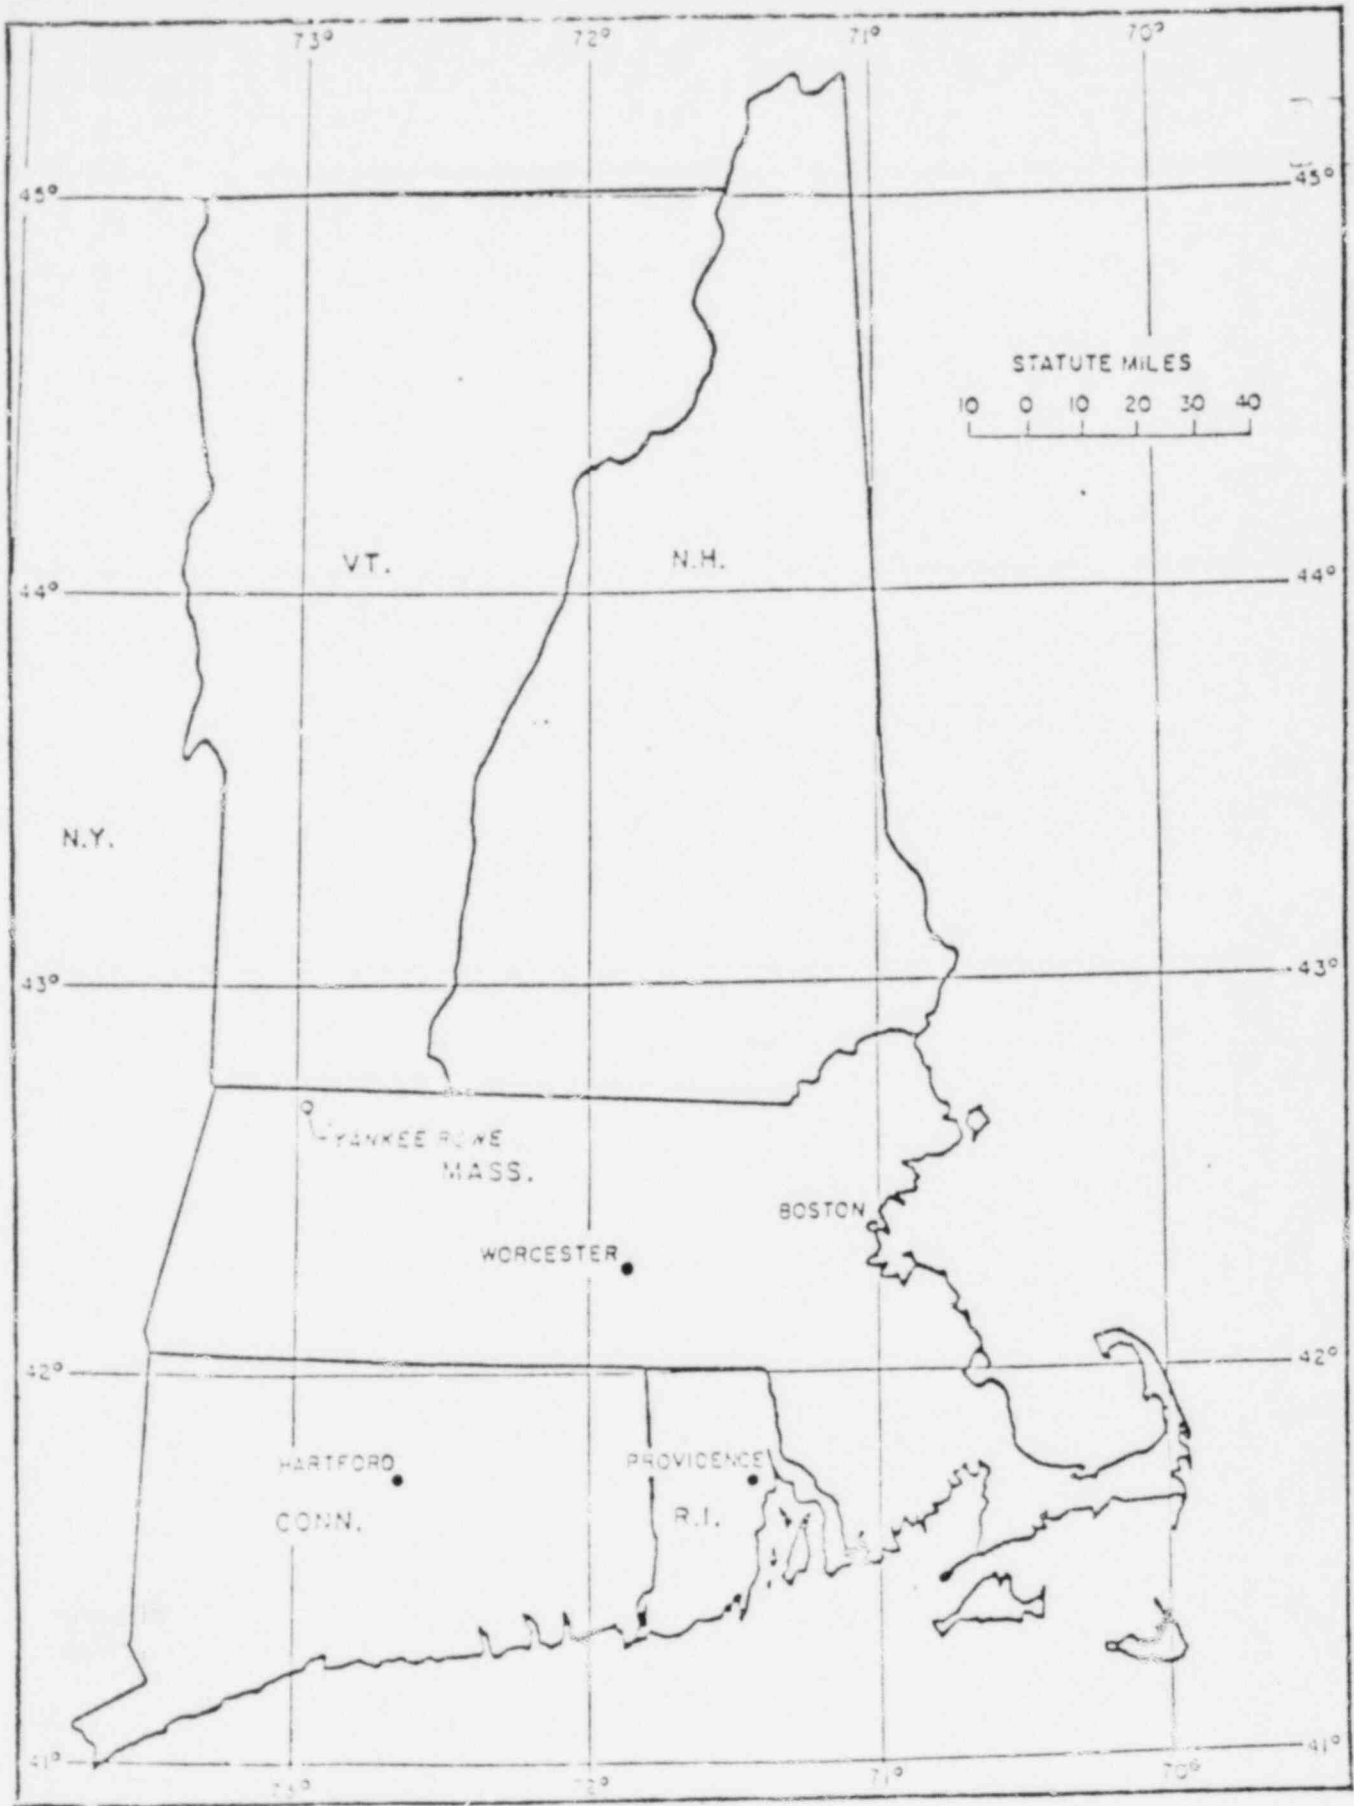 73° 72° 71° 70°
45° 45°
STATUTE MILES
10 0 10 20 30 40
VT. N.H.
44° 44°
N.Y.
43° 43°
YANKEE ROWE
MASS.
BOSTON
WORCESTER
42° 42°
HARTFORD PROVIDENCE
CONN. R.I.
41° 41°
73° 72° 71° 70°